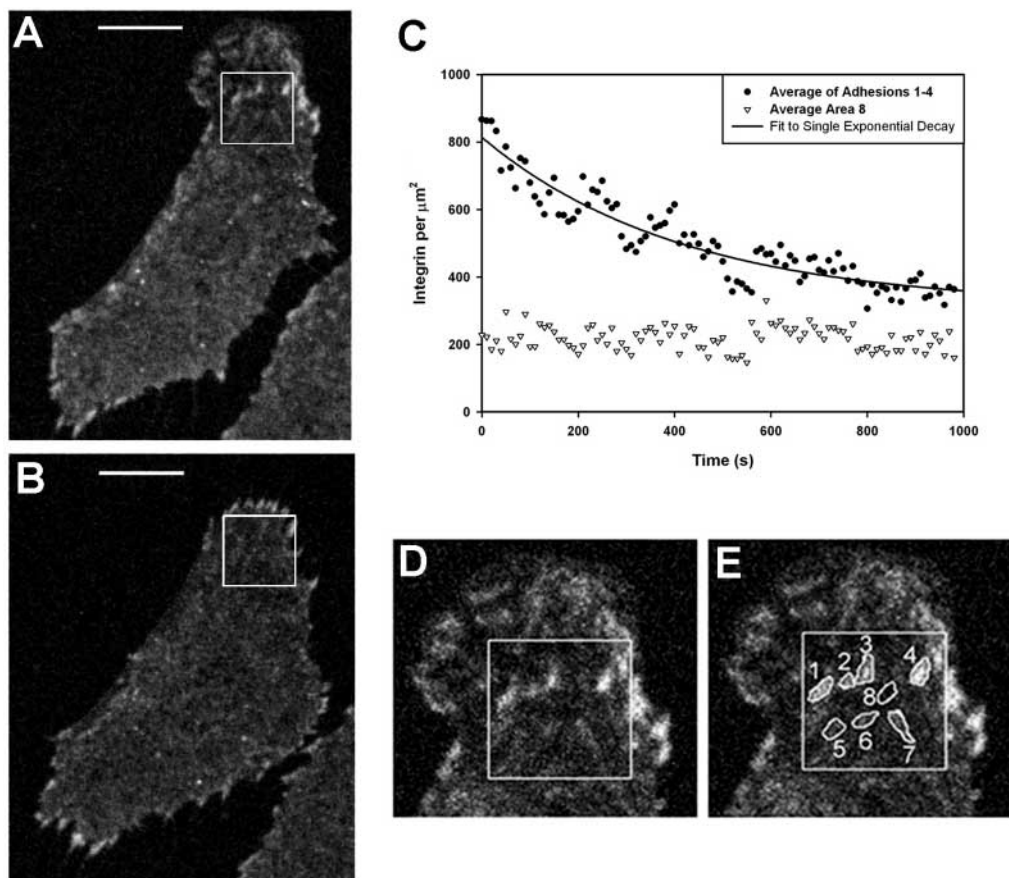 A
B
C
1000
800
600
400
200
0
Integrin per μm²
0 200 400 600 800 1000
Time (s)
Average of Adhesions 1-4
Average Area 8
Fit to Single Exponential Decay
D
E
1
2
3
4
8
5
6
7